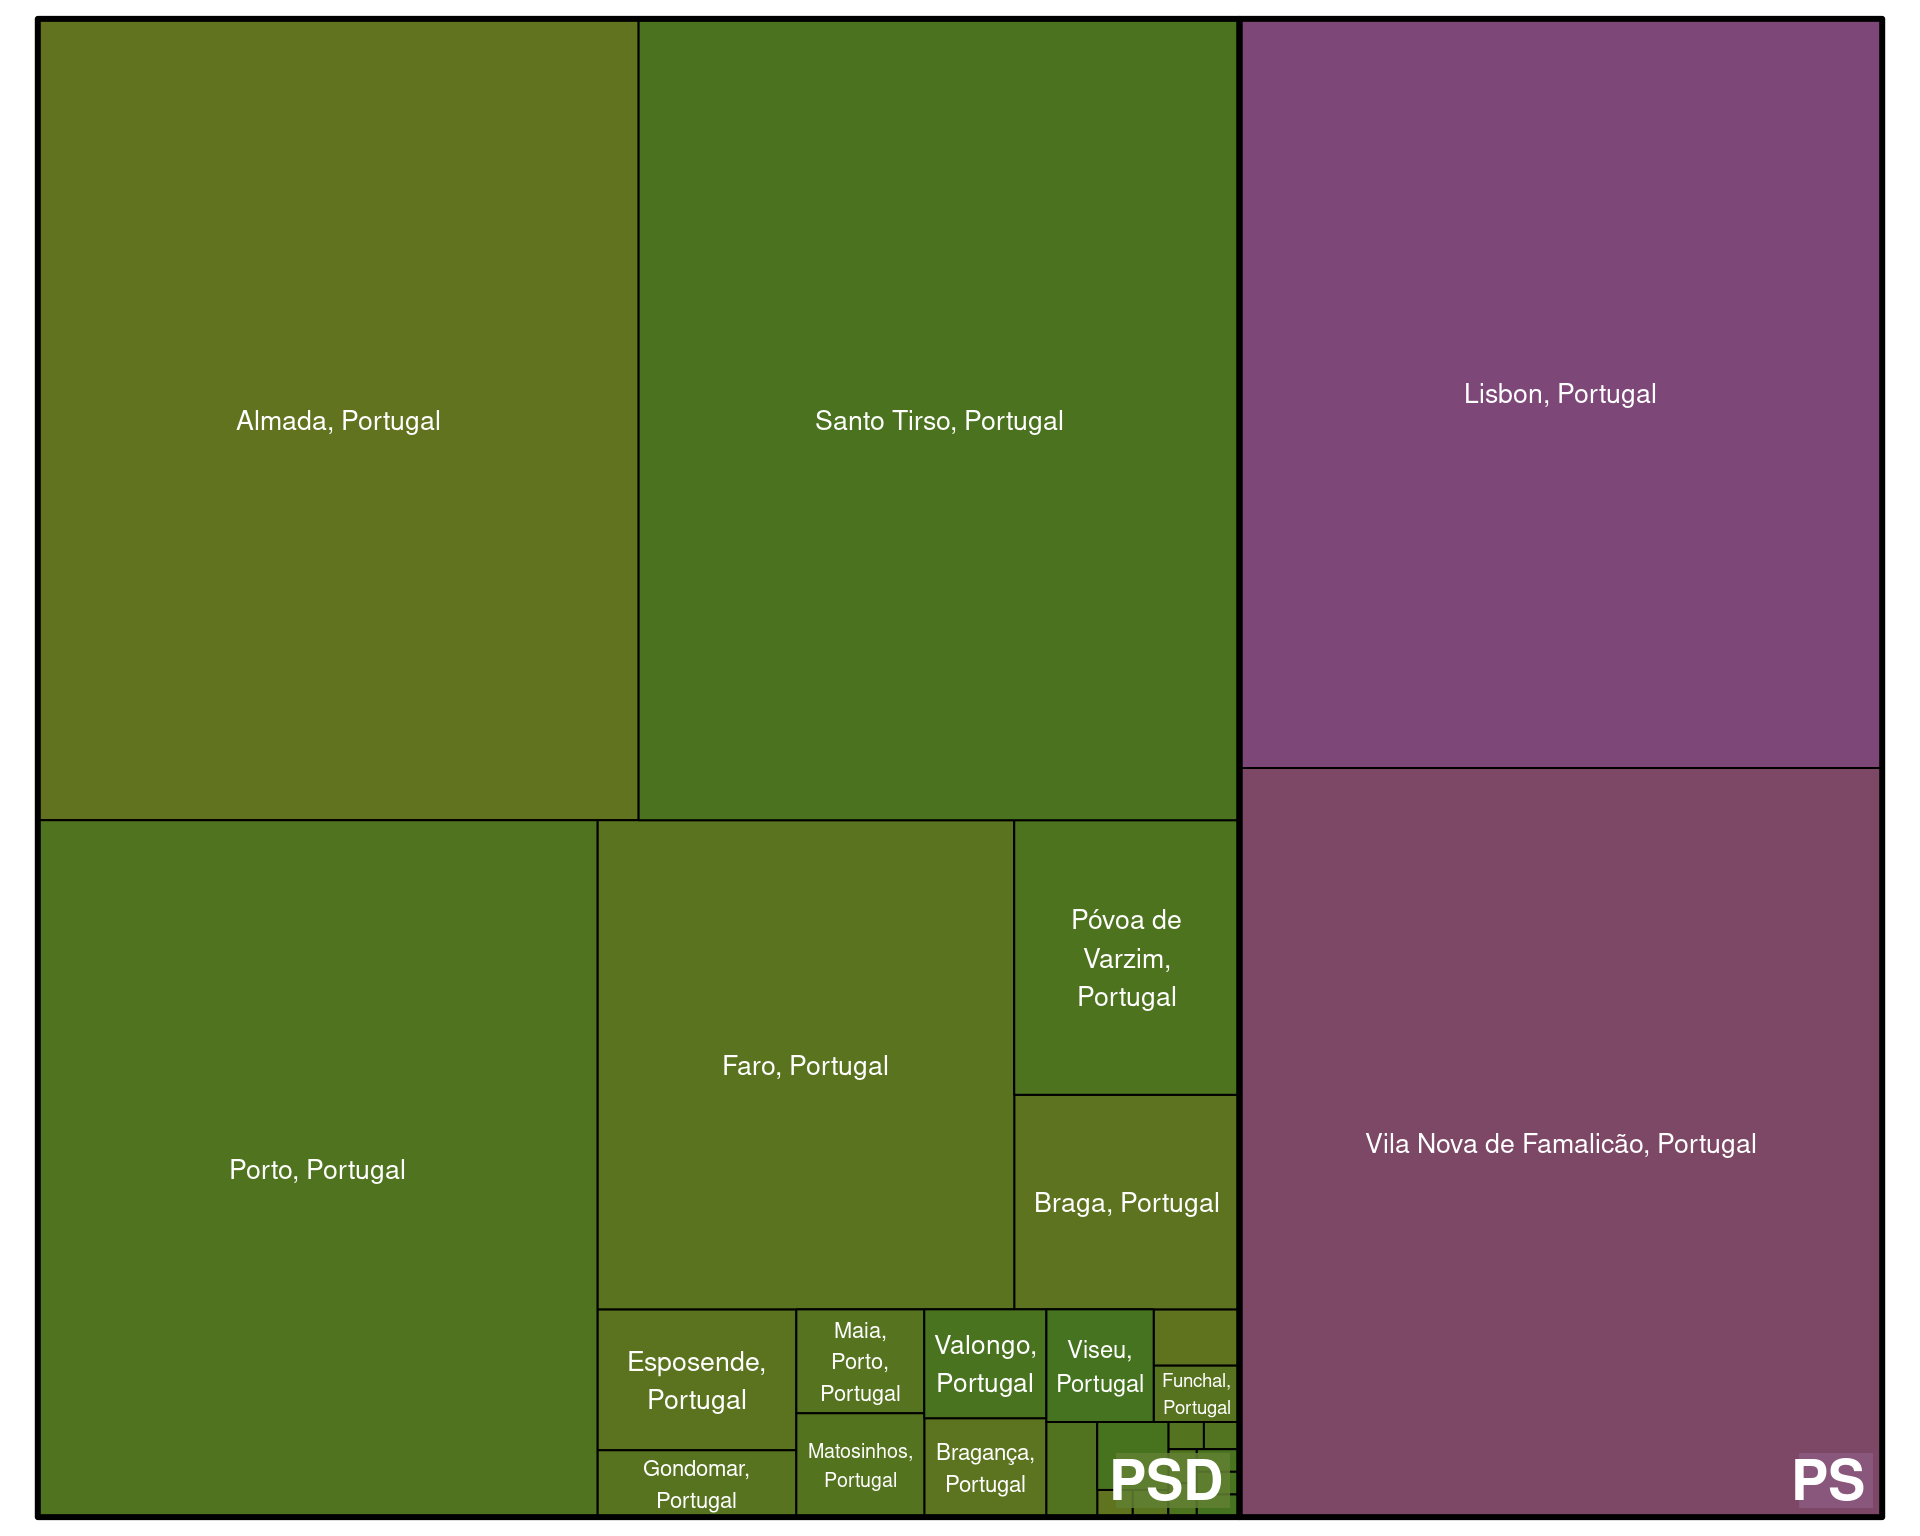 Almada, Portugal
Santo Tirso, Portugal
Lisbon, Portugal
Porto, Portugal
Faro, Portugal
Póvoa de
Varzim,
Portugal
Braga, Portugal
Vila Nova de Famalicão, Portugal
Esposende,
Portugal
Gondomar,
Portugal
Maia,
Porto,
Portugal
Matosinhos,
Portugal
Valongo,
Portugal
Bragança,
Portugal
Viseu,
Portugal
Funchal,
Portugal
PSD
PS